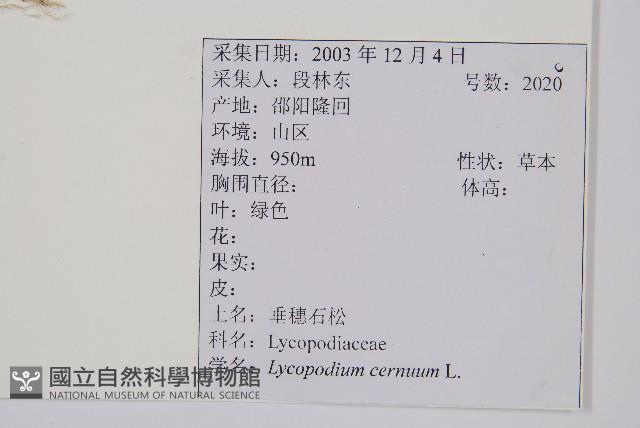 采集日期：2003 年 12 月 4 日
采集人：段林东 号数：2020
产地：邵阳隆回
环境：山区
海拔：950m 性状：草本
胸围直径： 体高：
叶：绿色
花：
果实：
皮：
土名：垂穗石松
科名：Lycopodiaceae
学名：Lycopodium cernuum L.
國立自然科學博物館
NATIONAL MUSEUM OF NATURAL SCIENCE